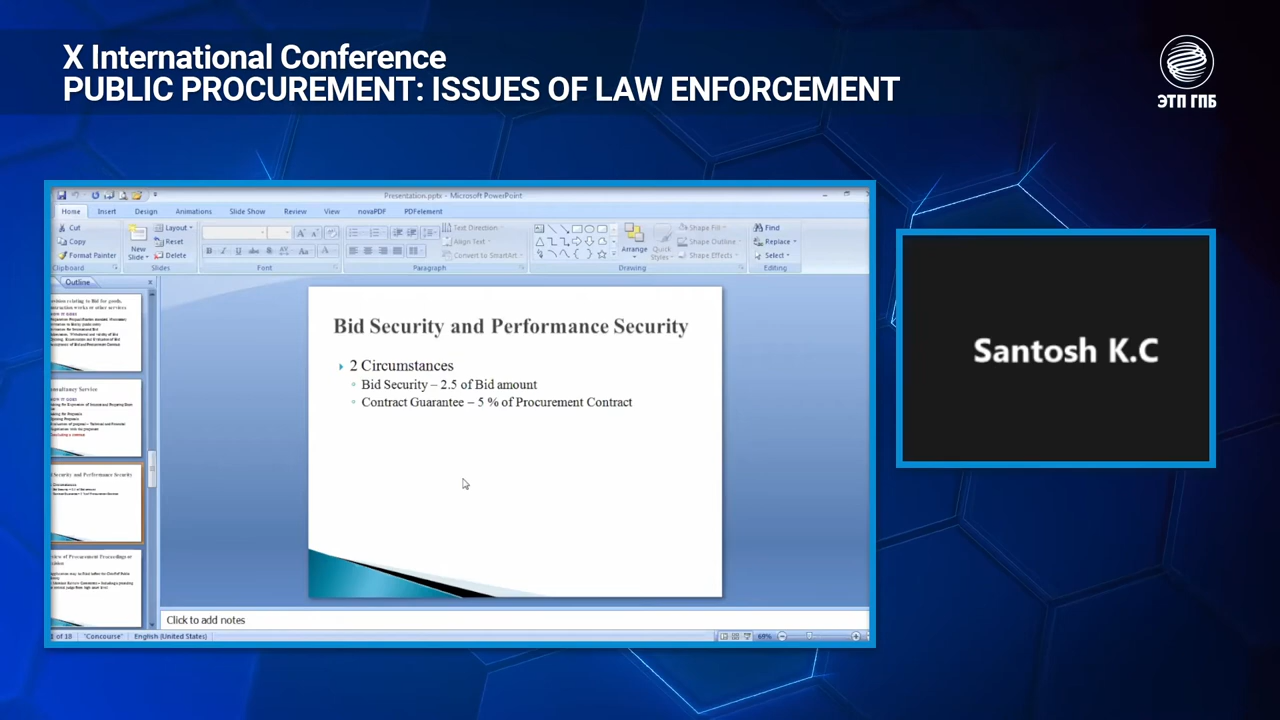 X International Conference
PUBLIC PROCUREMENT: ISSUES OF LAW ENFORCEMENT
ЭТП ГПБ
Presentation.pptx - Microsoft PowerPoint
Home Insert Design Animations Slide Show Review View novaPDF PDFelement
Cut
Copy
Format Painter
Clipboard
New Slide
Layout
Reset
Delete
Slides
Font
Text Direction
Align Text
Convert to SmartArt
Paragraph
Arrange
Quick Styles
Shape Fill
Shape Outline
Shape Effects
Drawing
Find
Replace
Select
Editing
Outline
Bid Security and Performance Security
2 Circumstances
Bid Security – 2.5 of Bid amount
Contract Guarantee – 5 % of Procurement Contract
Click to add notes
of 18 "Concourse" English (United States)
69%
Santosh K.C